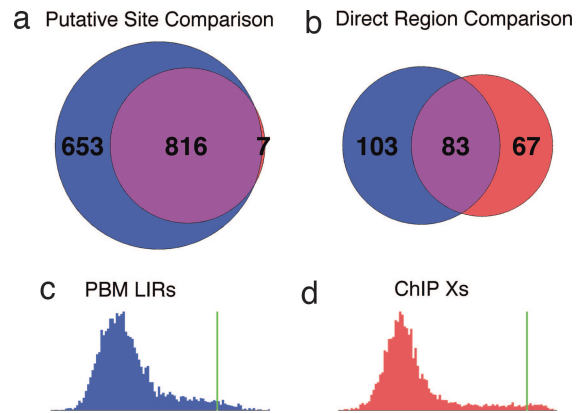 a Putative Site Comparison
b Direct Region Comparison
653 816 7
103 83 67
c PBM LIRs
d ChIP Xs